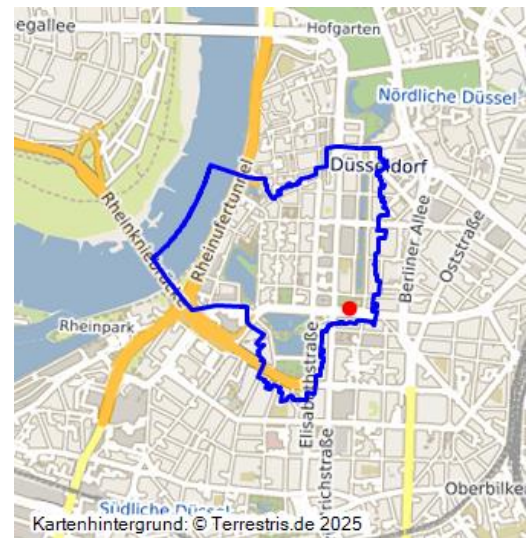 egallee
Hofgarten
Nördliche Düssel
Düsseldorf
Rheinufertunnel
Rheinkniebrücke
Berliner Allee
Oststraße
Rheinpark
Elisabethstraße
drichstraße
Oberbilker
Südliche Düssel
Kartenhintergrund: © Terrestris.de 2025